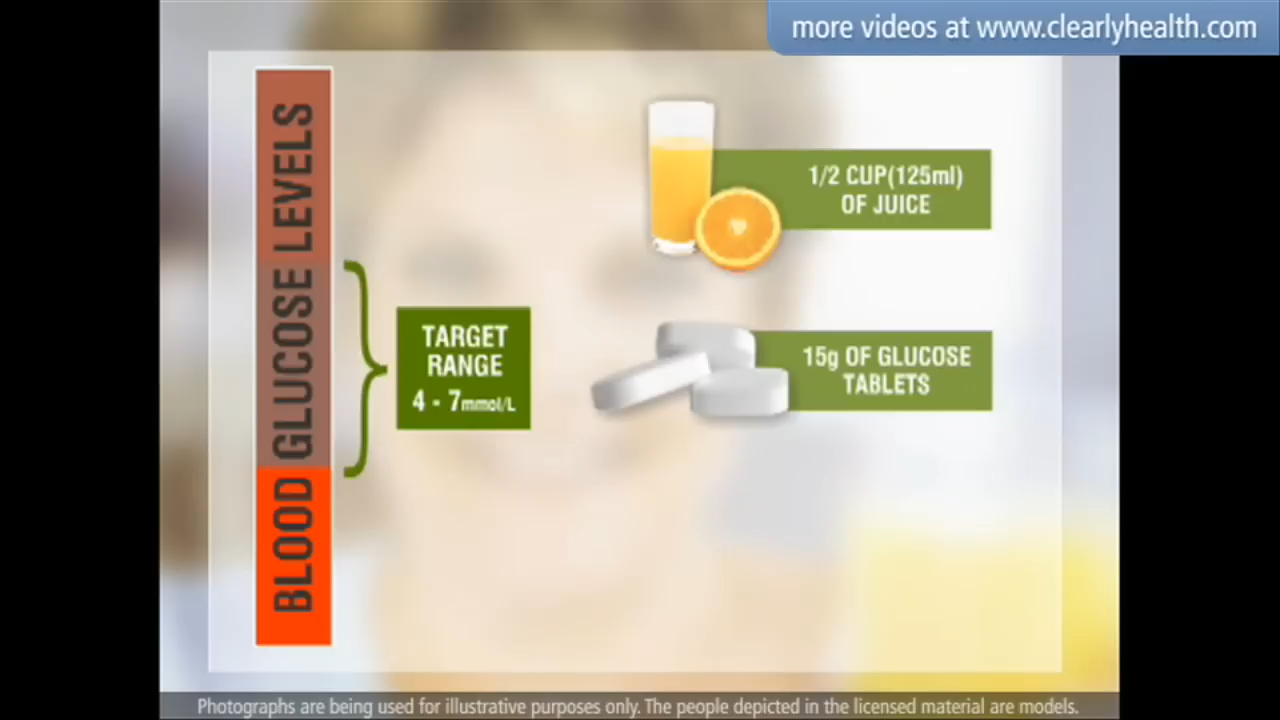 more videos at www.clearlyhealth.com
BLOOD GLUCOSE LEVELS
1/2 CUP(125ml)
OF JUICE
TARGET
RANGE
4 - 7mmol/L
15g OF GLUCOSE
TABLETS
Photographs are being used for illustrative purposes only. The people depicted in the licensed material are models.